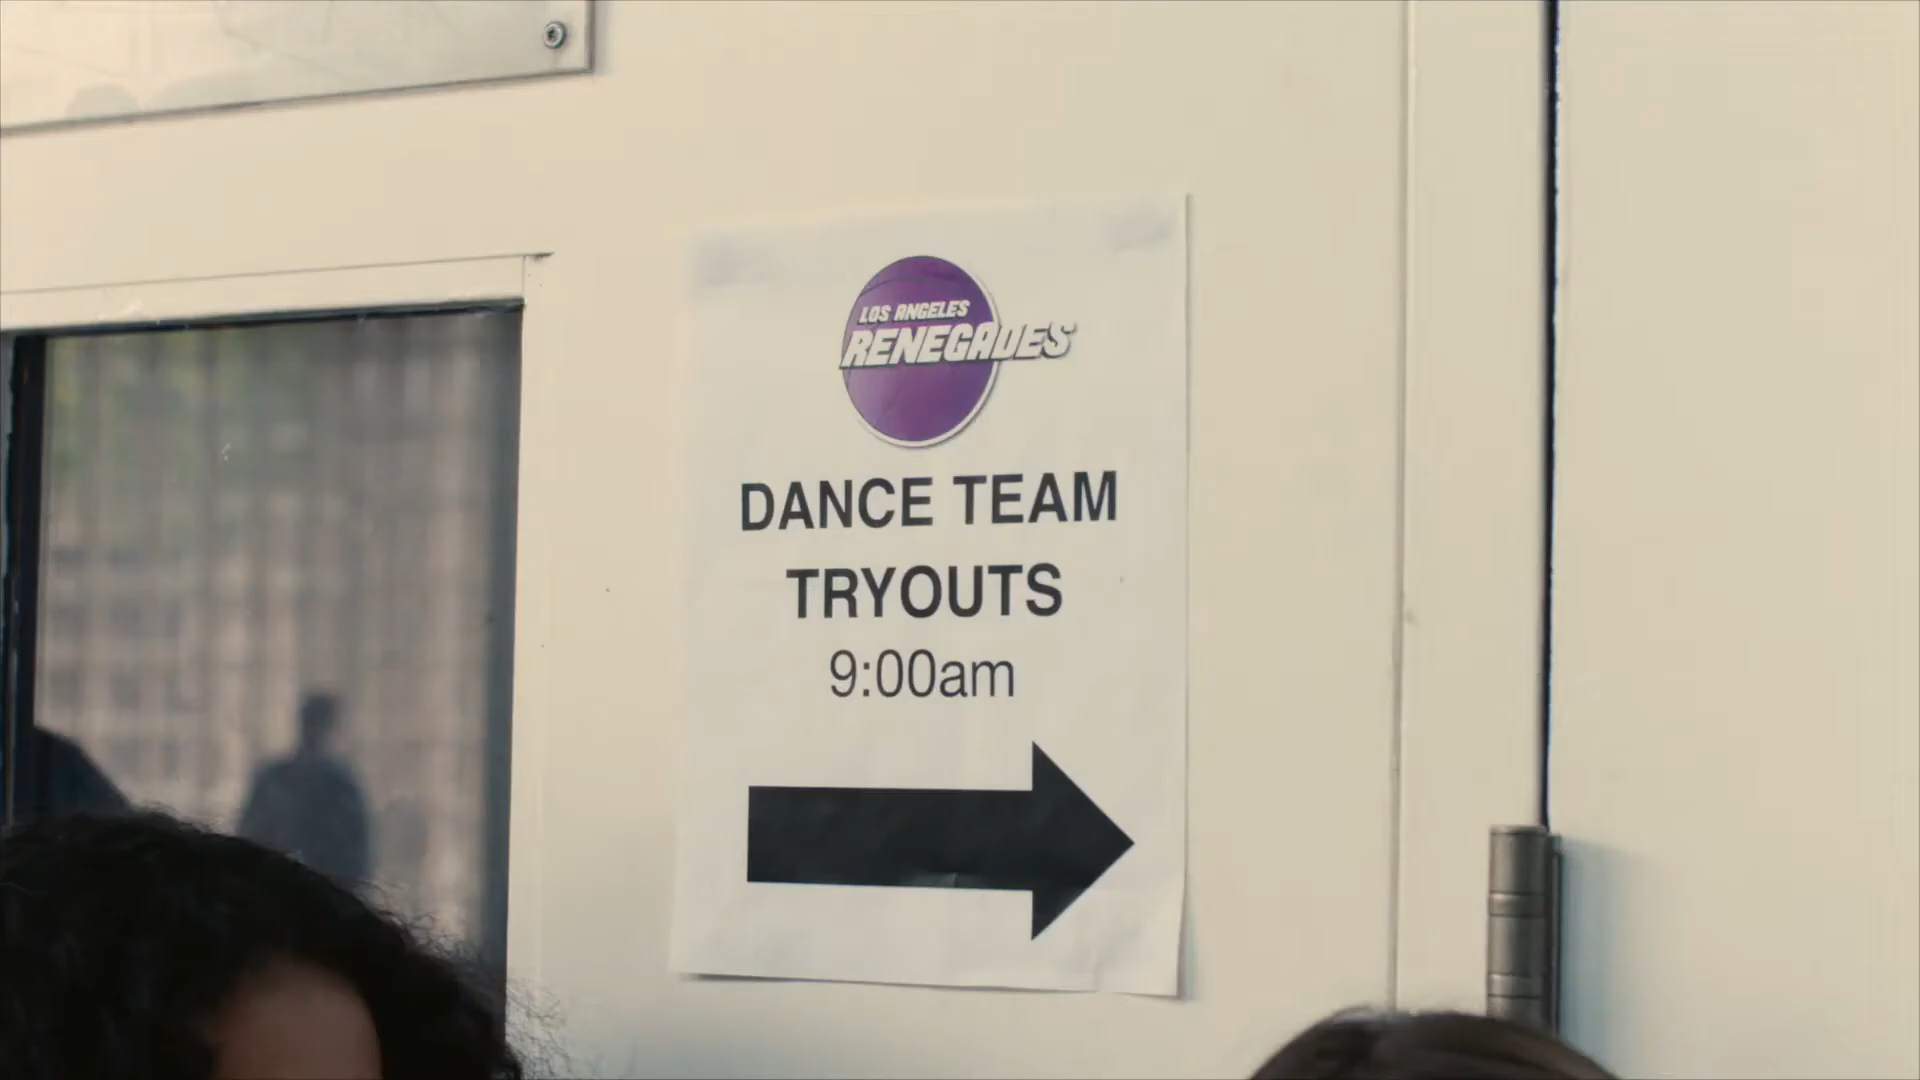 LOS ANGELES
RENEGADES
DANCE TEAM
TRYOUTS
9:00am